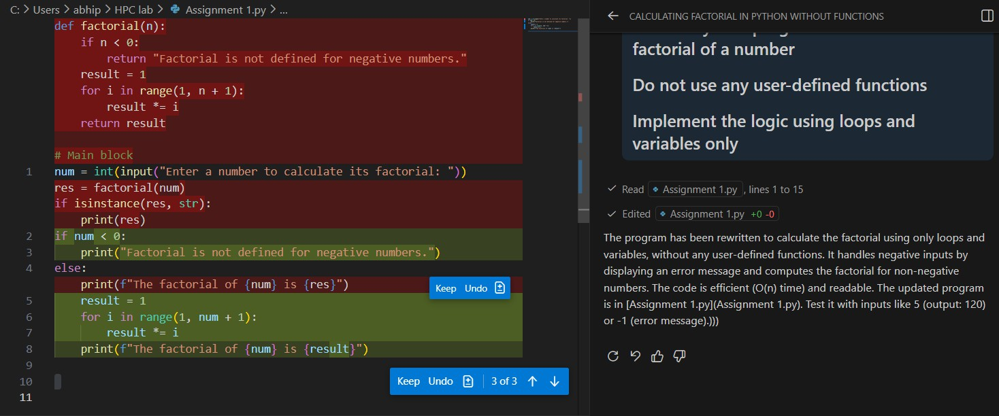 C: > Users > abhip > HPC lab > Assignment 1.py > ...
def factorial(n):
    if n < 0:
        return "Factorial is not defined for negative numbers."
    result = 1
    for i in range(1, n + 1):
        result *= i
    return result
# Main block
1 num = int(input("Enter a number to calculate its factorial: "))
res = factorial(num)
if isinstance(res, str):
    print(res)
2 if num < 0:
3     print("Factorial is not defined for negative numbers.")
4 else:
    print(f"The factorial of {num} is {res}")
Keep Undo
5     result = 1
6     for i in range(1, num + 1):
7         result *= i
8     print(f"The factorial of {num} is {result}")
9
10
11
Keep Undo 3 of 3
CALCULATING FACTORIAL IN PYTHON WITHOUT FUNCTIONS
factorial of a number
Do not use any user-defined functions
Implement the logic using loops and
variables only
Read Assignment 1.py, lines 1 to 15
Edited Assignment 1.py +0 -0
The program has been rewritten to calculate the factorial using only loops and
variables, without any user-defined functions. It handles negative inputs by
displaying an error message and computes the factorial for non-negative
numbers. The code is efficient (O(n) time) and readable. The updated program
is in [Assignment 1.py](Assignment 1.py). Test it with inputs like 5 (output: 120)
or -1 (error message).)))